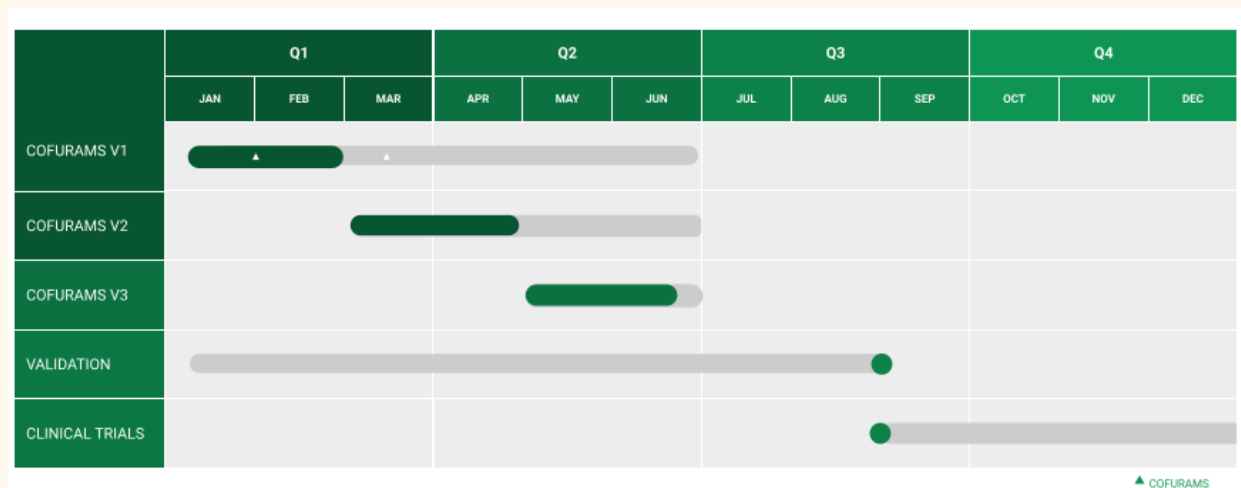 Q1 Q2 Q3 Q4
JAN FEB MAR APR MAY JUN JUL AUG SEP OCT NOV DEC
COFURAMS V1
COFURAMS V2
COFURAMS V3
VALIDATION
CLINICAL TRIALS
COFURAMS